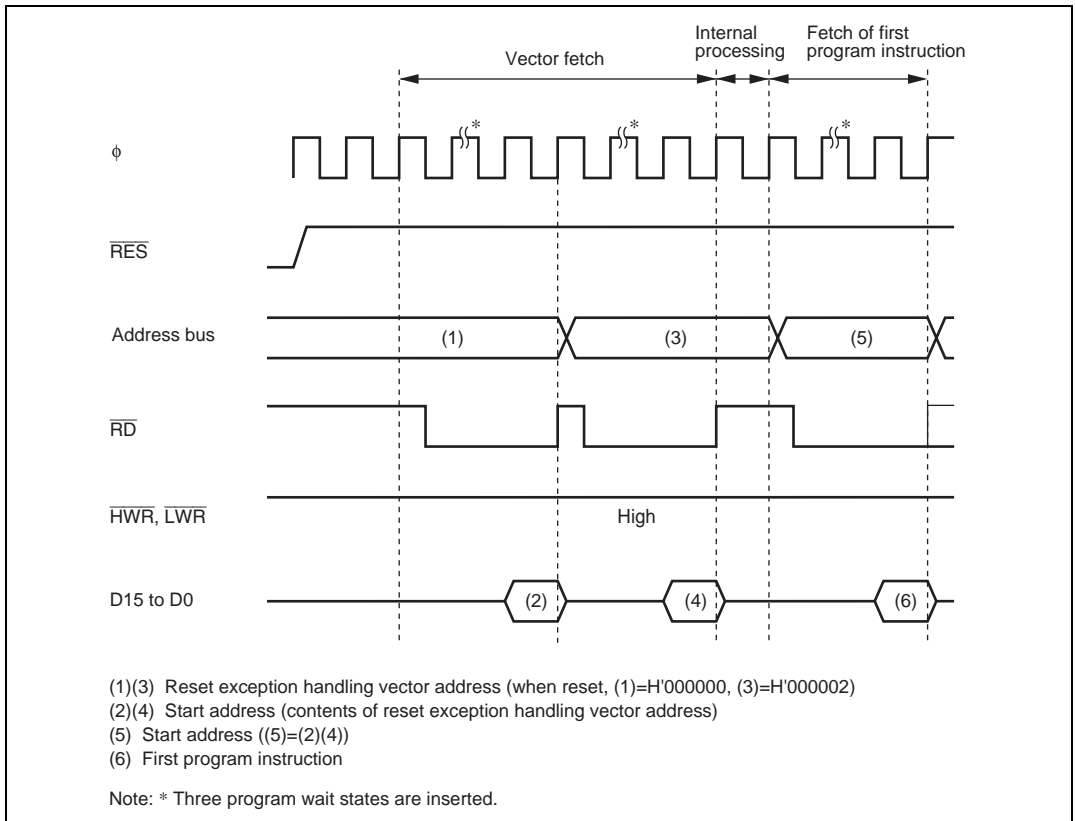 Internal
processing
Fetch of first
program instruction
Vector fetch
* * *
ϕ
RES
Address bus (1) (3) (5)
RD
HWR, LWR High
D15 to D0 (2) (4) (6)
(1)(3) Reset exception handling vector address (when reset, (1)=H'000000, (3)=H'000002)
(2)(4) Start address (contents of reset exception handling vector address)
(5) Start address ((5)=(2)(4))
(6) First program instruction
Note: * Three program wait states are inserted.